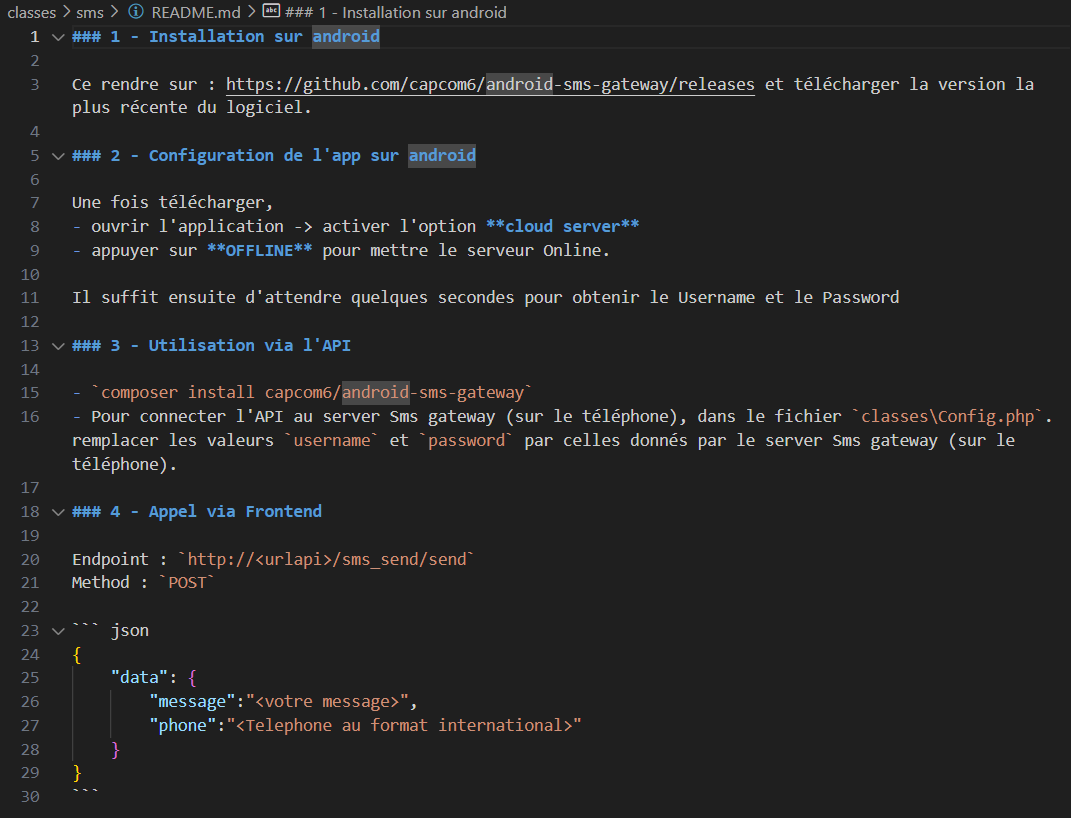 classes > sms > README.md > ### 1 - Installation sur android
1 ### 1 - Installation sur android
2
3 Ce rendre sur : https://github.com/capcom6/android-sms-gateway/releases et télécharger la version la
plus récente du logiciel.
4
5 ### 2 - Configuration de l'app sur android
6
7 Une fois télécharger,
8 - ouvrir l'application -> activer l'option **cloud server**
9 - appuyer sur **OFFLINE** pour mettre le serveur Online.
10
11 Il suffit ensuite d'attendre quelques secondes pour obtenir le Username et le Password
12
13 ### 3 - Utilisation via l'API
14
15 - `composer install capcom6/android-sms-gateway`
16 - Pour connecter l'API au server Sms gateway (sur le téléphone), dans le fichier `classes\Config.php`.
remplacer les valeurs `username` et `password` par celles donnés par le server Sms gateway (sur le
téléphone).
17
18 ### 4 - Appel via Frontend
19
20 Endpoint : `http://<urlapi>/sms_send/send`
21 Method : `POST`
22
23 ``` json
24 {
25 "data": {
26 "message":"<votre message>",
27 "phone":"<Telephone au format international>"
28 }
29 }
30 ```